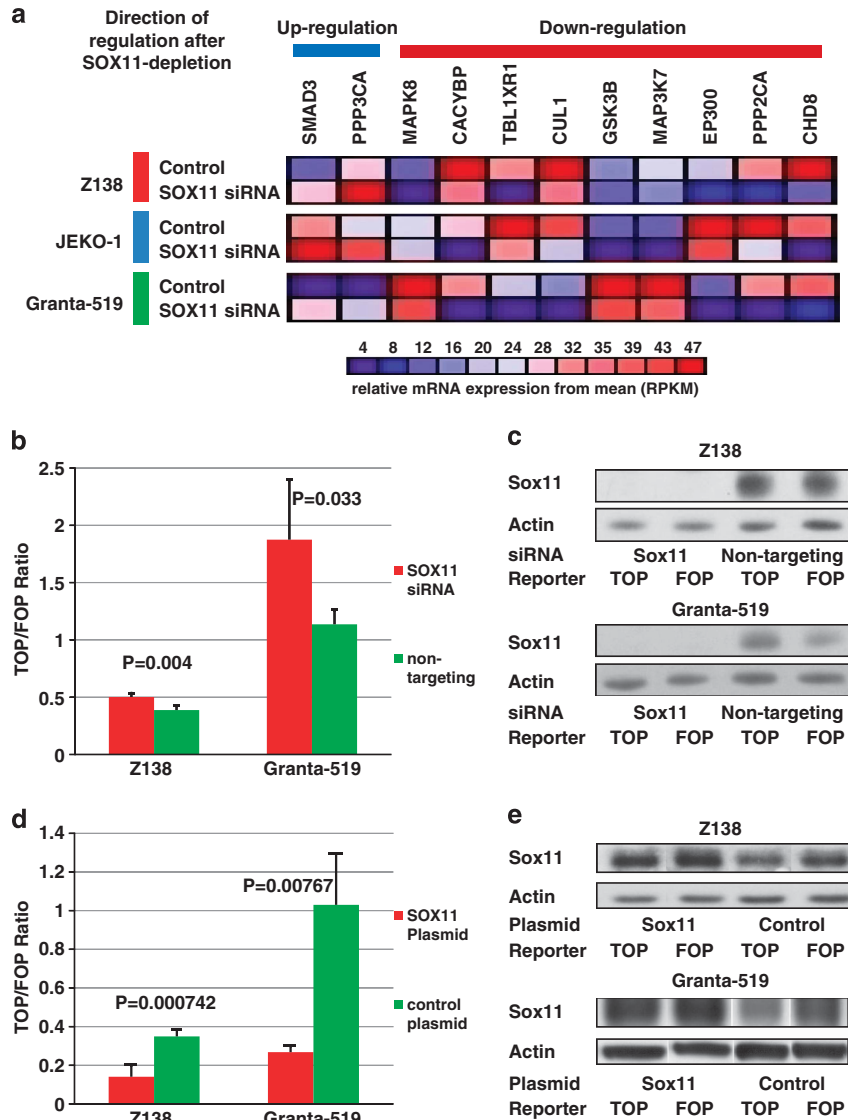 a
Direction of
regulation after
SOX11-depletion
Up-regulation
Down-regulation
SMAD3
PPP3CA
MAPK8
CACYBP
TBL1XR1
CUL1
GSK3B
MAP3K7
EP300
PPP2CA
CHD8
Z138
Control
SOX11 siRNA
JEKO-1
Control
SOX11 siRNA
Granta-519
Control
SOX11 siRNA
4 8 12 16 20 24 28 32 35 39 43 47
relative mRNA expression from mean (RPKM)
b
TOP/FOP Ratio
2.5
2
1.5
1
0.5
0
P=0.004
P=0.033
Z138
Granta-519
SOX11
siRNA
non-
targeting
c
Z138
Sox11
Actin
siRNA Sox11 Non-targeting
Reporter TOP FOP TOP FOP
Granta-519
Sox11
Actin
siRNA Sox11 Non-targeting
Reporter TOP FOP TOP FOP
d
TOP/FOP Ratio
1.4
1.2
1
0.8
0.6
0.4
0.2
0
P=0.000742
P=0.00767
Z138
Granta-519
SOX11
Plasmid
control
plasmid
e
Z138
Sox11
Actin
Plasmid Sox11 Control
Reporter TOP FOP TOP FOP
Granta-519
Sox11
Actin
Plasmid Sox11 Control
Reporter TOP FOP TOP FOP